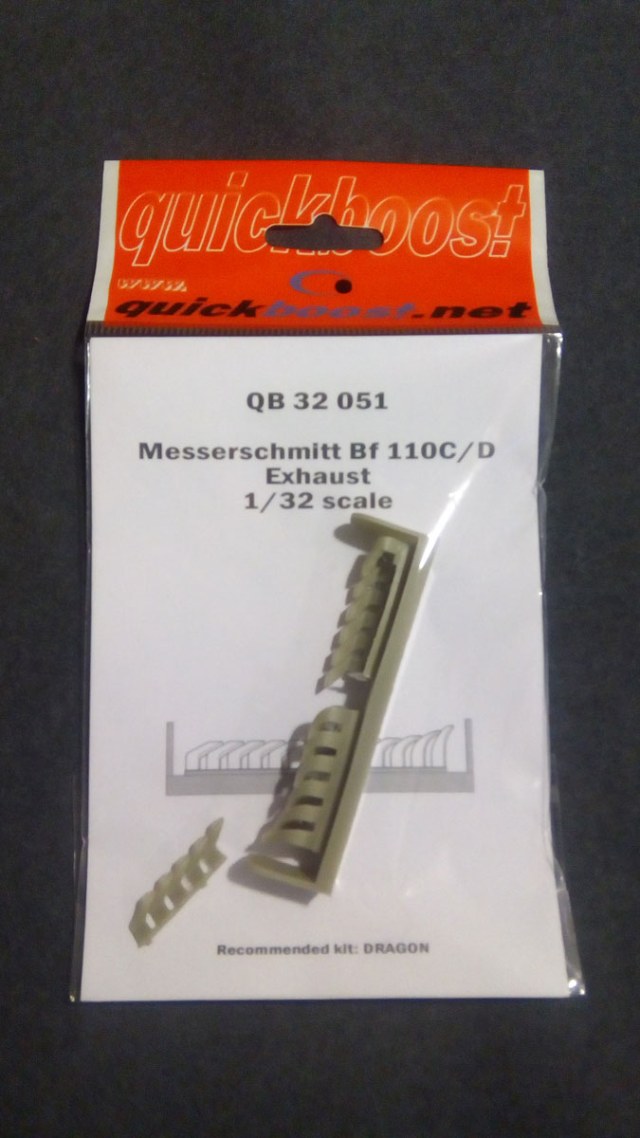 quickboost
www.
quickboost.net
QB 32 051
Messerschmitt Bf 110C/D
Exhaust
1/32 scale
Recommended kit: DRAGON